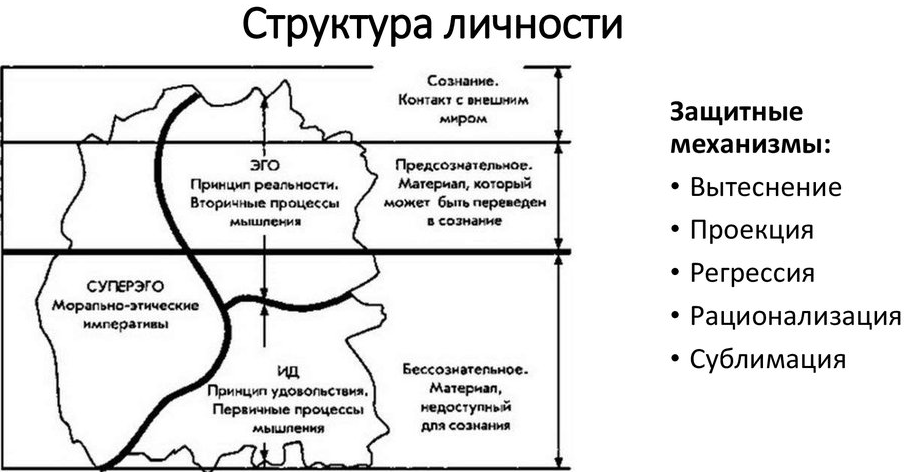 Структура личности
Сознание.
Контакт с внешним
миром
ЭГО
Принцип реальности.
Вторичные процессы
мышления
Предсознательное.
Материал, который
может быть переведен
в сознание
СУПЕРЭГО
Морально-этические
императивы
ИД
Принцип удовольствия.
Первичные процессы
мышления
Бессознательное.
Материал,
недоступный
для сознания
Защитные
механизмы:
• Вытеснение
• Проекция
• Регрессия
• Рационализация
• Сублимация